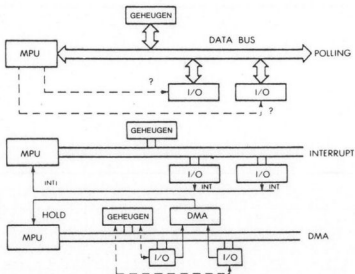 GEHEUGEN
DATA BUS
MPU
POLLING
?
I/O
I/O
?
GEHEUGEN
MPU
INTERRUPT
I/O
I/O
INT
INT
INT
HOLD
GEHEUGEN
DMA
MPU
DMA
I/O
I/O